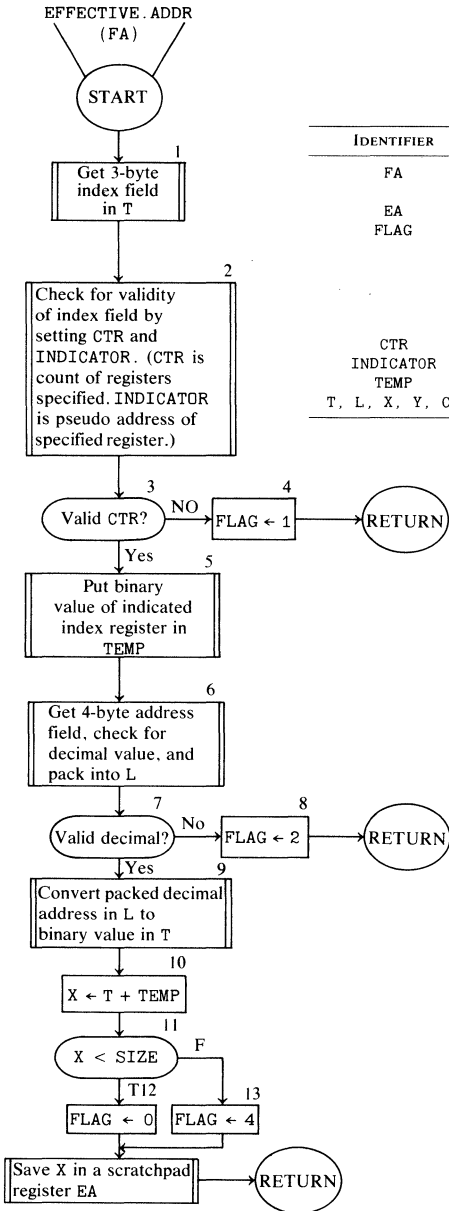 EFFECTIVE.ADDR
(FA)
START
1
Get 3-byte
index field
in T
IDENTIFIER
FA
EA
FLAG
CTR
INDICATOR
TEMP
T, L, X, Y, C
2
Check for validity
of index field by
setting CTR and
INDICATOR. (CTR is
count of registers
specified. INDICATOR
is pseudo address of
specified register.)
3
Valid CTR?
NO
4
FLAG ← 1
RETURN
Yes
5
Put binary
value of indicated
index register in
TEMP
6
Get 4-byte address
field, check for
decimal value, and
pack into L
7
Valid decimal?
No
8
FLAG ← 2
RETURN
Yes
9
Convert packed decimal
address in L to
binary value in T
10
X ← T + TEMP
11
X < SIZE
F
T12
13
FLAG ← 0
FLAG ← 4
Save X in a scratchpad
register EA
RETURN